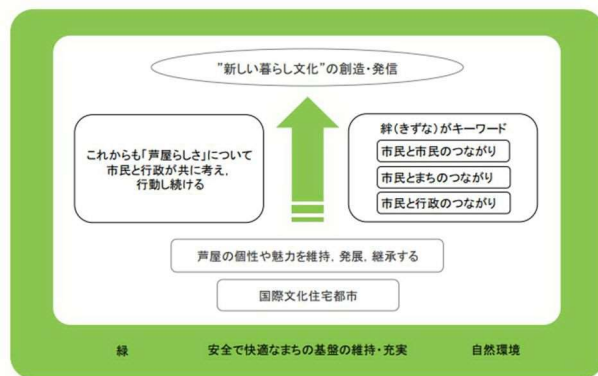 “新しい暮らし文化”の創造・発信
これからも「芦屋らしさ」について
市民と行政が共に考え，
行動し続ける
絆（きずな）がキーワード
市民と市民のつながり
市民とまちのつながり
市民と行政のつながり
芦屋の個性や魅力を維持，発展，継承する
国際文化住宅都市
緑
安全で快適なまちの基盤の維持・充実
自然環境